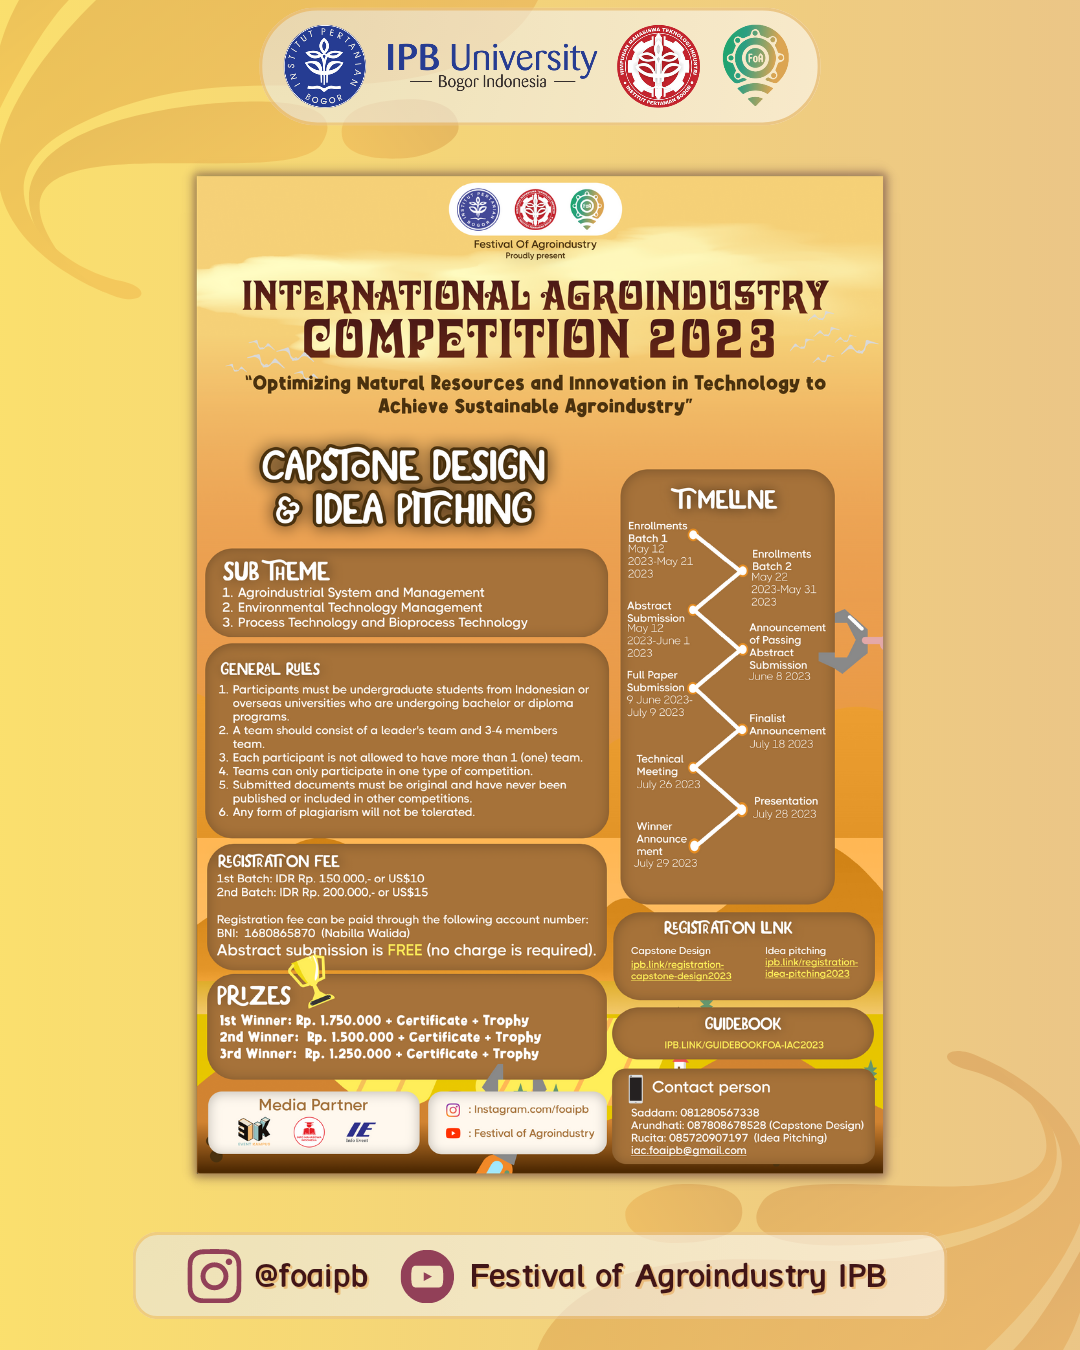 INSTITUT PERTANIAN
BOGOR
IPB University
Bogor Indonesia
HIMPUNAN MAHASISWA TEKNOLOGI INDUSTRI
INSTITUT PERTANIAN BOGOR
FOA
Festival Of Agroindustry
Proudly present
INTERNATIONAL AGROINDUSTRY
COMPETITION 2023
"Optimizing Natural Resources and Innovation in Technology to
Achieve Sustainable Agroindustry"
CAPSTONE DESIGN
& IDEA PITCHING
SUB THEME
1. Agroindustrial System and Management
2. Environmental Technology Management
3. Process Technology and Bioprocess Technology
GENERAL RULES
1. Participants must be undergraduate students from Indonesian or
overseas universities who are undergoing bachelor or diploma
programs.
2. A team should consist of a leader's team and 3-4 members
team.
3. Each participant is not allowed to have more than 1 (one) team.
4. Teams can only participate in one type of competition.
5. Submitted documents must be original and have never been
published or included in other competitions.
6. Any form of plagiarism will not be tolerated.
REGISTRATION FEE
1st Batch: IDR Rp. 150.000,- or US$10
2nd Batch: IDR Rp. 200.000,- or US$15
Registration fee can be paid through the following account number:
BNI: 1680865870 (Nabilla Walida)
Abstract submission is FREE (no charge is required).
PRIZES
1st Winner: Rp. 1.750.000 + Certificate + Trophy
2nd Winner: Rp. 1.500.000 + Certificate + Trophy
3rd Winner: Rp. 1.250.000 + Certificate + Trophy
Media Partner
: Instagram.com/foaipb
: Festival of Agroindustry
TIMELINE
Enrollments
Batch 1
May 12
2023-May 21
2023
Enrollments
Batch 2
May 22
2023-May 31
2023
Abstract
Submission
May 12
2023-June 1
2023
Announcement
of Passing
Abstract
Submission
June 8 2023
Full Paper
Submission
9 June 2023-
July 9 2023
Finalist
Announcement
July 18 2023
Technical
Meeting
July 26 2023
Presentation
July 28 2023
Winner
Announce
ment
July 29 2023
REGISTRATION LINK
Capstone Design
ipb.link/registration-
capstone-design2023
Idea pitching
ipb.link/registration-
idea-pitching2023
GUIDEBOOK
IPB.LINK/GUIDEBOOKFOA-IAC2023
Contact person
Saddam: 081280567338
Arundhati: 087808678528 (Capstone Design)
Rucita: 085720907197 (Idea Pitching)
iac.foaipb@gmail.com
@foaipb
Festival of Agroindustry IPB